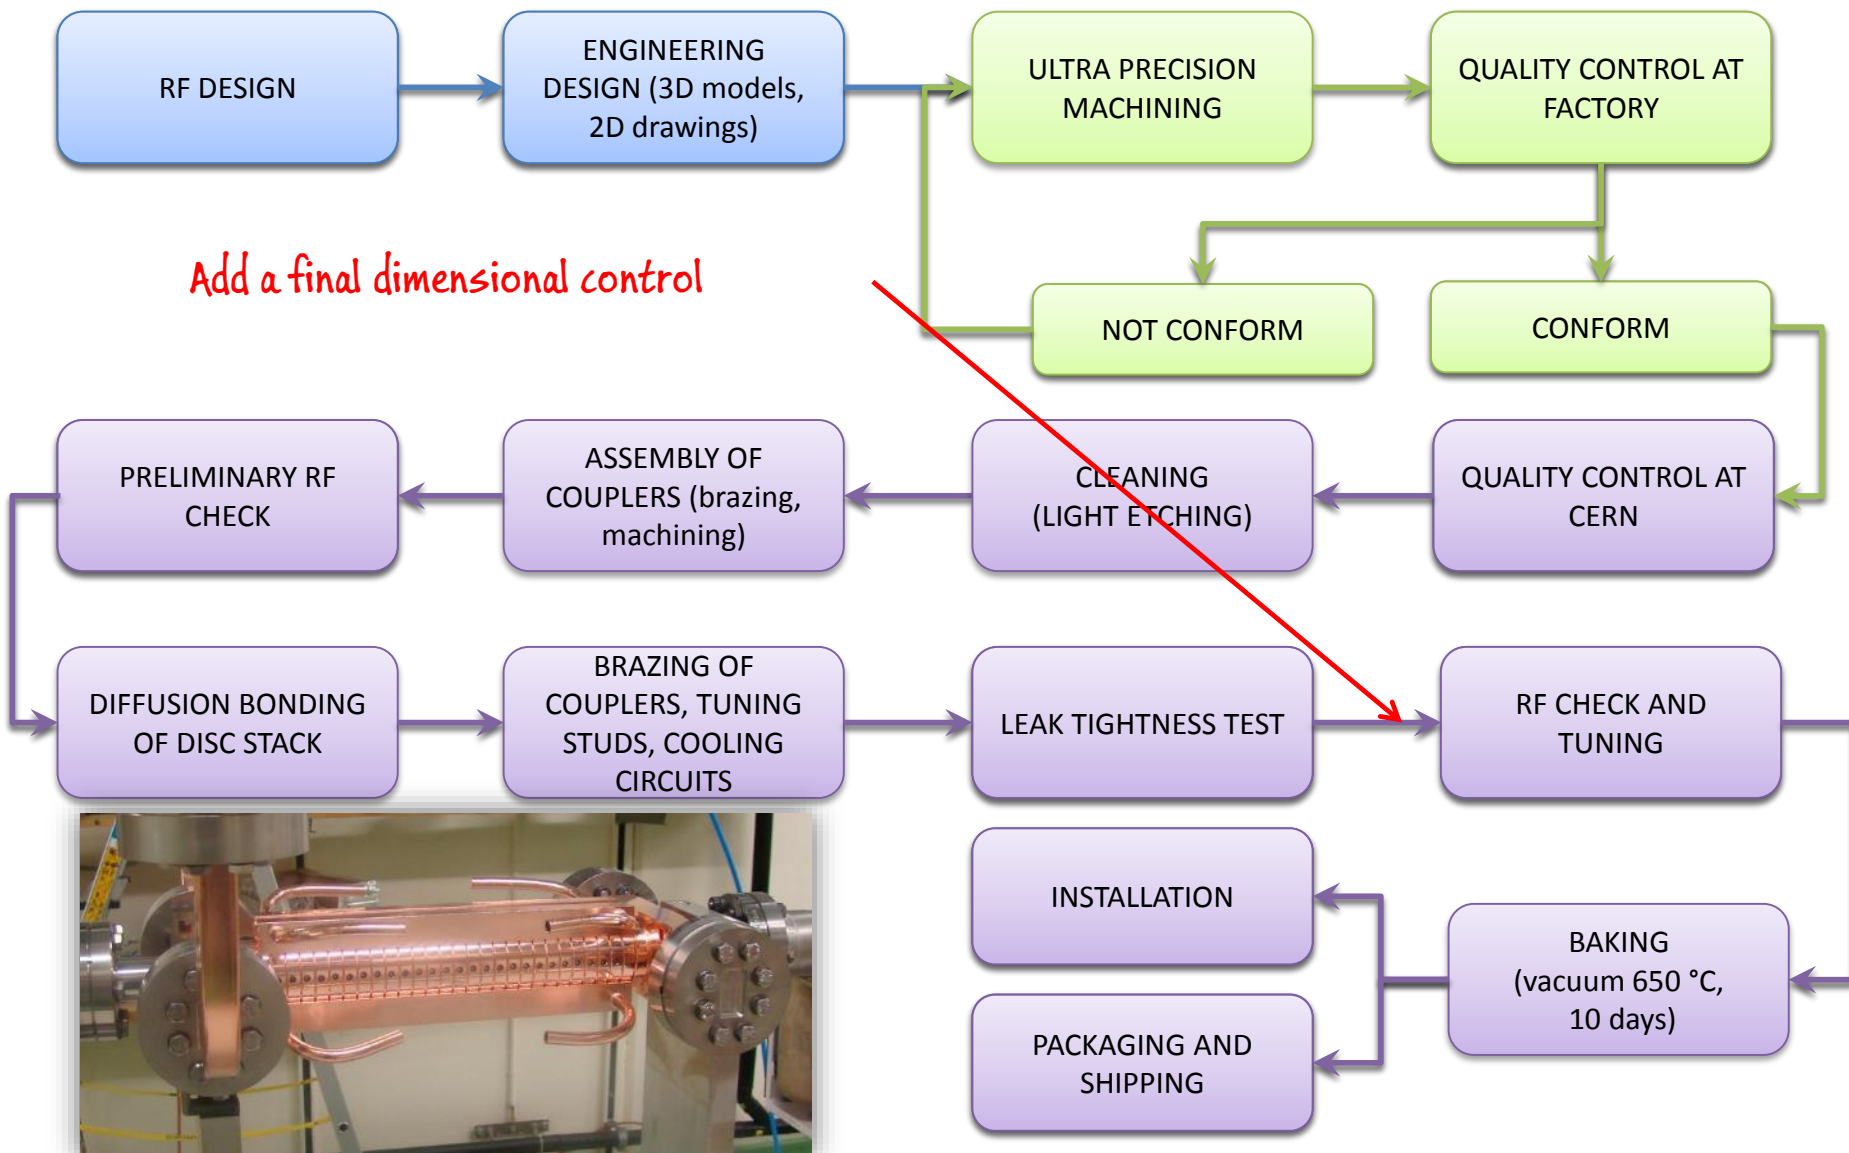 RF DESIGN
ENGINEERING
DESIGN (3D models,
2D drawings)
ULTRA PRECISION
MACHINING
QUALITY CONTROL AT
FACTORY
Add a final dimensional control
NOT CONFORM
CONFORM
PRELIMINARY RF
CHECK
ASSEMBLY OF
COUPLERS (brazing,
machining)
CLEANING
(LIGHT ETCHING)
QUALITY CONTROL AT
CERN
DIFFUSION BONDING
OF DISC STACK
BRAZING OF
COUPLERS, TUNING
STUDS, COOLING
CIRCUITS
LEAK TIGHTNESS TEST
RF CHECK AND
TUNING
INSTALLATION
BAKING
(vacuum 650 °C,
10 days)
PACKAGING AND
SHIPPING